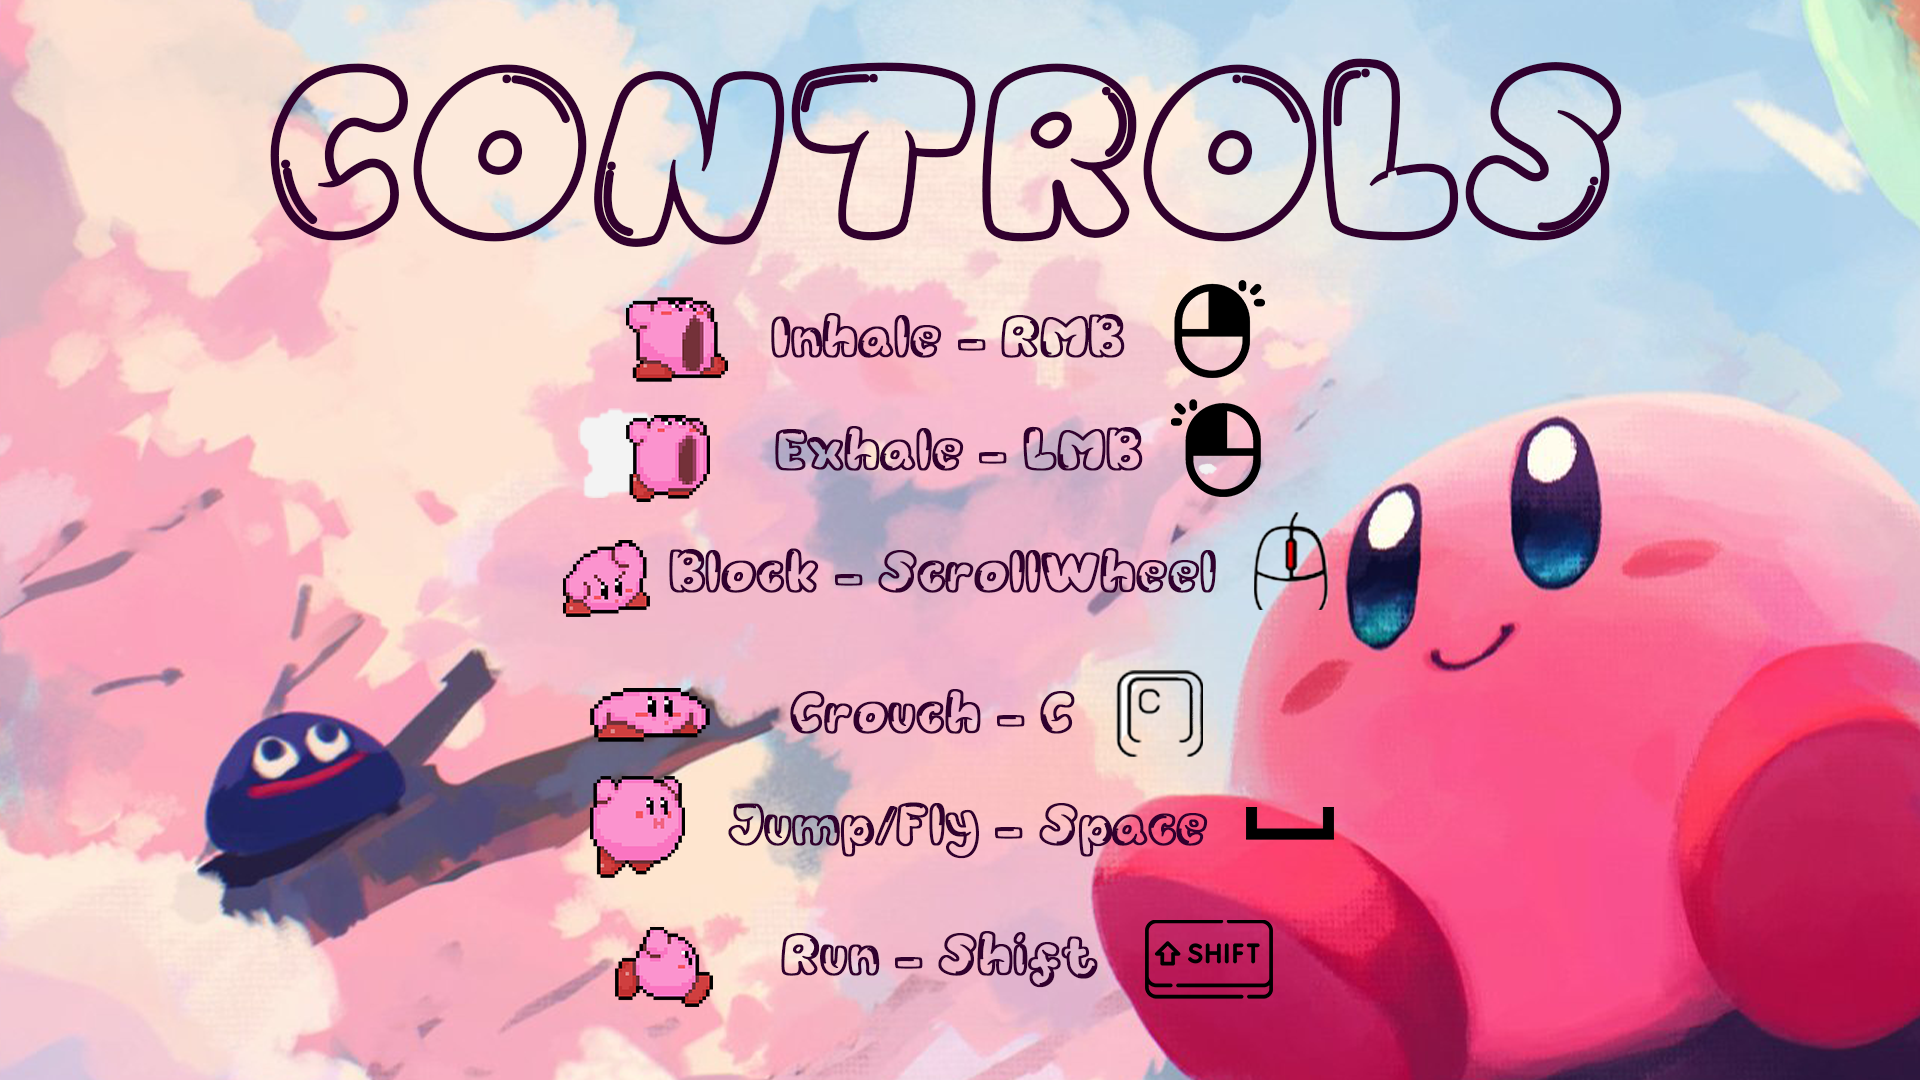 CONTROLS
Inhale - RMB
Exhale - LMB
Block - ScrollWheel
Crouch - C C
Jump/Fly - Space
Run - Shift SHIFT